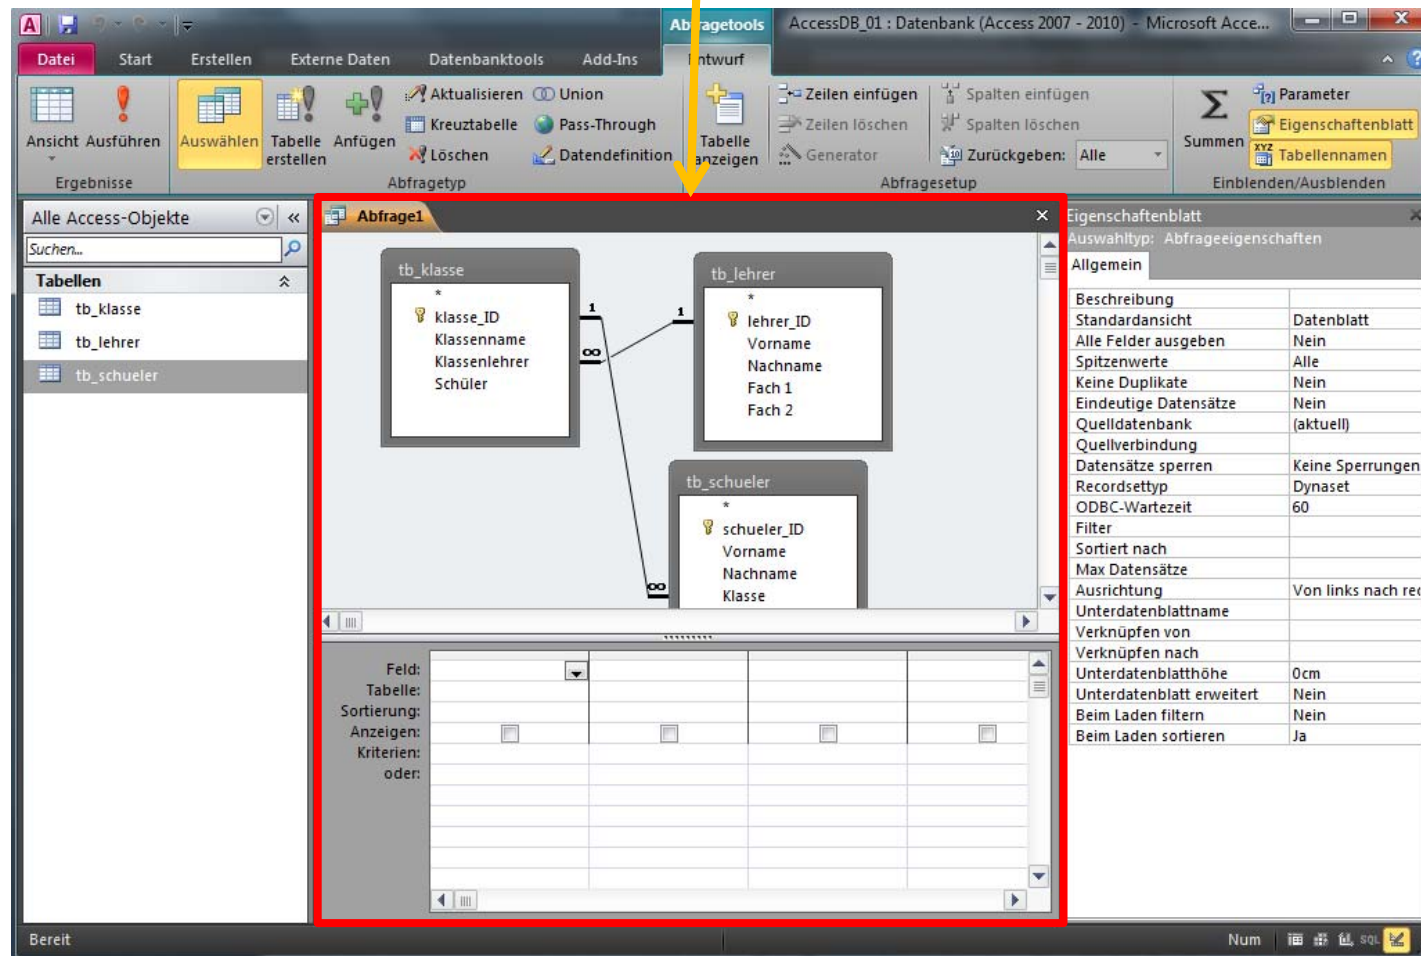 A
Abfragetools
AccessDB_01 : Datenbank (Access 2007 - 2010) - Microsoft Acce...
Datei Start Erstellen Externe Daten Datenbanktools Add-Ins Entwurf
Ansicht
Ausführen
Ergebnisse
Auswählen
Tabelle
erstellen
Anfügen
Aktualisieren
Kreuztabelle
Löschen
Union
Pass-Through
Datendefinition
Abfragetyp
Tabelle
anzeigen
Zeilen einfügen
Zeilen löschen
Generator
Spalten einfügen
Spalten löschen
Zurückgeben: Alle
Abfragesetup
Σ
Summen
Parameter
Eigenschaftenblatt
Tabellennamen
Einblenden/Ausblenden
Alle Access-Objekte
Suchen...
Tabellen
tb_klasse
tb_lehrer
tb_schueler
Abfrage1
tb_klasse
*
klasse_ID
Klassenname
Klassenlehrer
Schüler
1
∞
1
tb_lehrer
*
lehrer_ID
Vorname
Nachname
Fach 1
Fach 2
tb_schueler
*
schueler_ID
Vorname
Nachname
Klasse
∞
Feld:
Tabelle:
Sortierung:
Anzeigen:
Kriterien:
oder:
Eigenschaftenblatt
Auswahltyp: Abfrageeigenschaften
Allgemein
Beschreibung
Standardansicht Datenblatt
Alle Felder ausgeben Nein
Spitzenwerte Alle
Keine Duplikate Nein
Eindeutige Datensätze Nein
Quelldatenbank (aktuell)
Quellverbindung
Datensätze sperren Keine Sperrungen
Recordsettyp Dynaset
ODBC-Wartezeit 60
Filter
Sortiert nach
Max Datensätze
Ausrichtung Von links nach rec
Unterdatenblattname
Verknüpfen von
Verknüpfen nach
Unterdatenblatthöhe 0cm
Unterdatenblatt erweitert Nein
Beim Laden filtern Nein
Beim Laden sortieren Ja
Bereit
Num
SQL